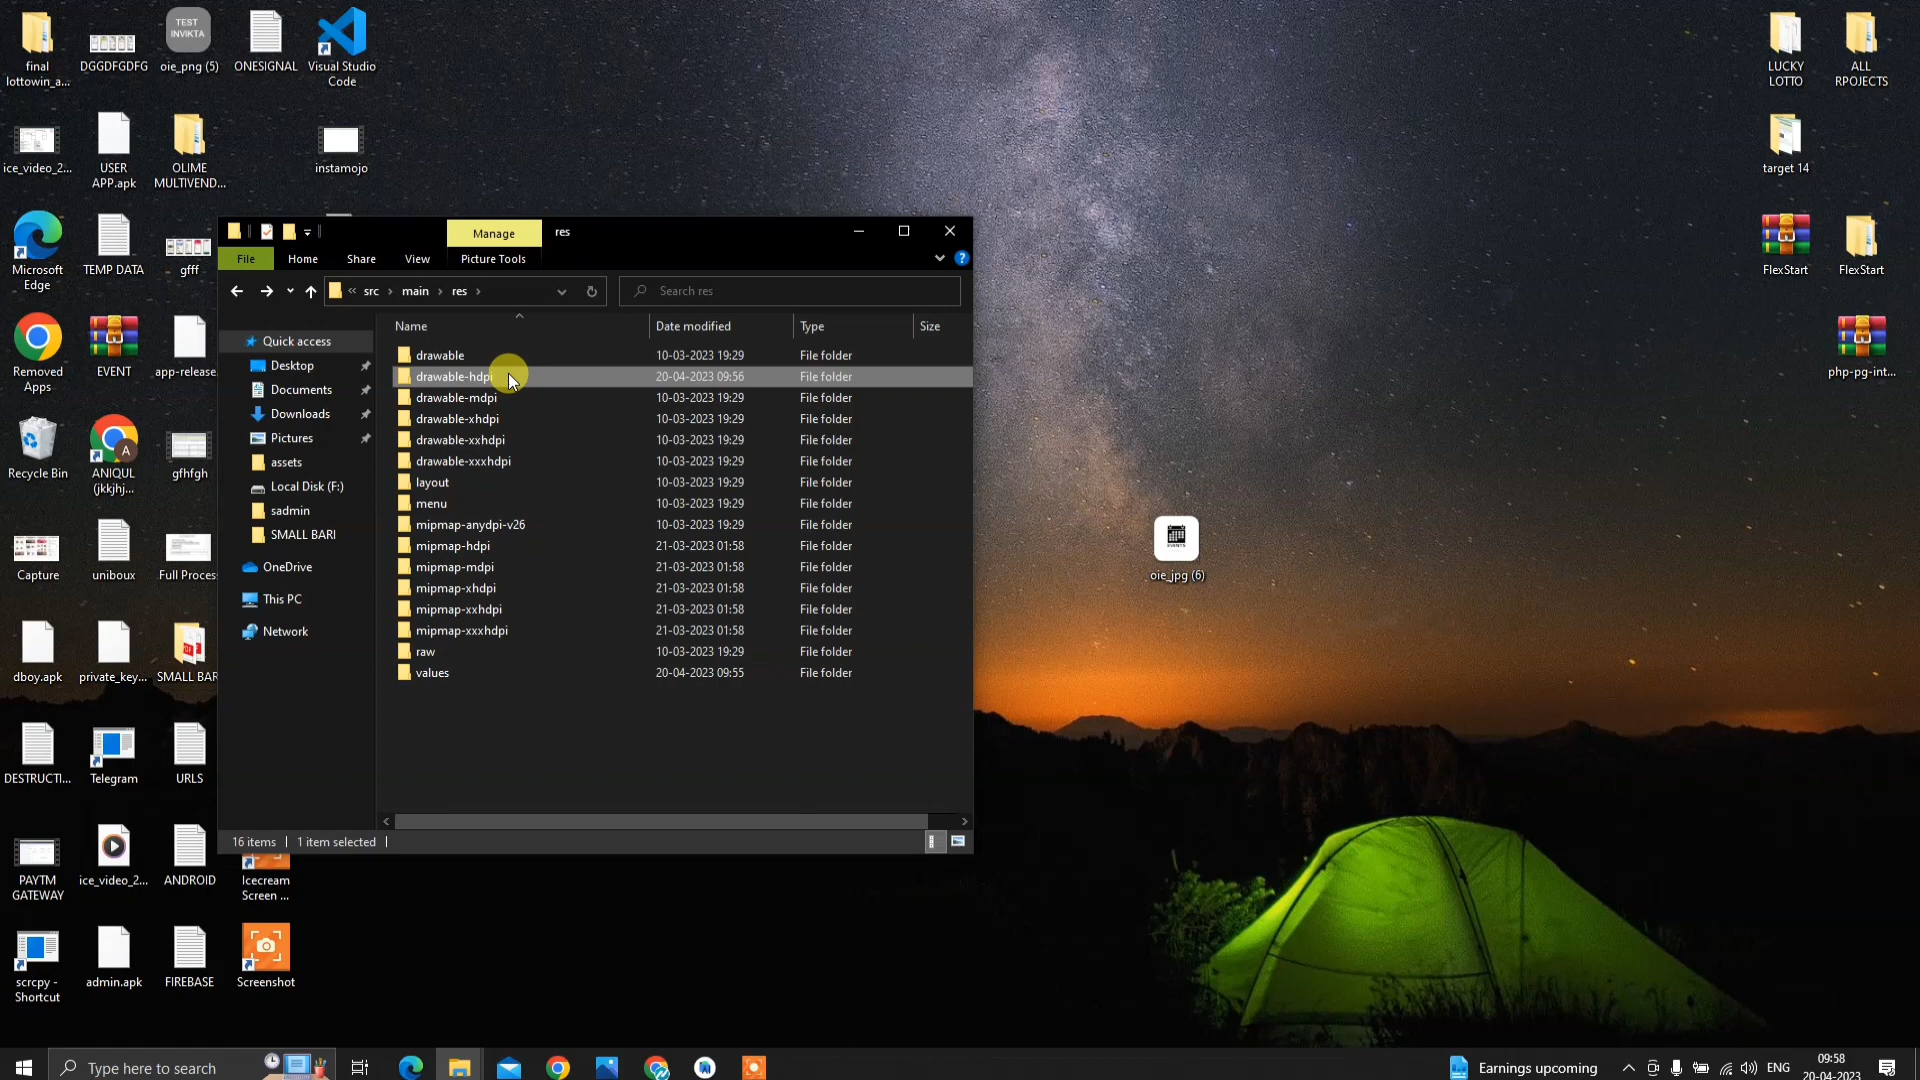 final
lottowin_a...
DGGDFGDFG
TEST
INVIKTA
oie_png (5)
ONESIGNAL
Visual Studio
Code
LUCKY
LOTTO
ALL
RPOJECTS
ice_video_2...
USER
APP.apk
OLIME
MULTIVEND...
instamojo
target 14
Microsoft
Edge
TEMP DATA
gfff
FlexStart
FlexStart
Removed
Apps
EVENT
app-release.
php-pg-int...
Recycle Bin
ANIQUL
(jkkjhj...
gfhfgh
Capture
uniboux
Full Proces
dboy.apk
private_key...
SMALL BAR
DESTRUCTI...
Telegram
URLS
PAYTM
GATEWAY
ice_video_2...
ANDROID
Icecream
Screen ...
scrcpy -
Shortcut
admin.apk
FIREBASE
Screenshot
Manage
res
File
Home
Share
View
Picture Tools
« src › main › res ›
Search res
Name
Date modified
Type
Size
Quick access
Desktop
Documents
Downloads
Pictures
assets
Local Disk (F:)
sadmin
SMALL BARI
OneDrive
This PC
Network
drawable 10-03-2023 19:29 File folder
drawable-hdpi 20-04-2023 09:56 File folder
drawable-mdpi 10-03-2023 19:29 File folder
drawable-xhdpi 10-03-2023 19:29 File folder
drawable-xxhdpi 10-03-2023 19:29 File folder
drawable-xxxhdpi 10-03-2023 19:29 File folder
layout 10-03-2023 19:29 File folder
menu 10-03-2023 19:29 File folder
mipmap-anydpi-v26 10-03-2023 19:29 File folder
mipmap-hdpi 21-03-2023 01:58 File folder
mipmap-mdpi 21-03-2023 01:58 File folder
mipmap-xhdpi 21-03-2023 01:58 File folder
mipmap-xxhdpi 21-03-2023 01:58 File folder
mipmap-xxxhdpi 21-03-2023 01:58 File folder
raw 10-03-2023 19:29 File folder
values 20-04-2023 09:55 File folder
16 items
1 item selected
EVENTS
oie_jpg (6)
Type here to search
Earnings upcoming
ENG
09:58
20-04-2023